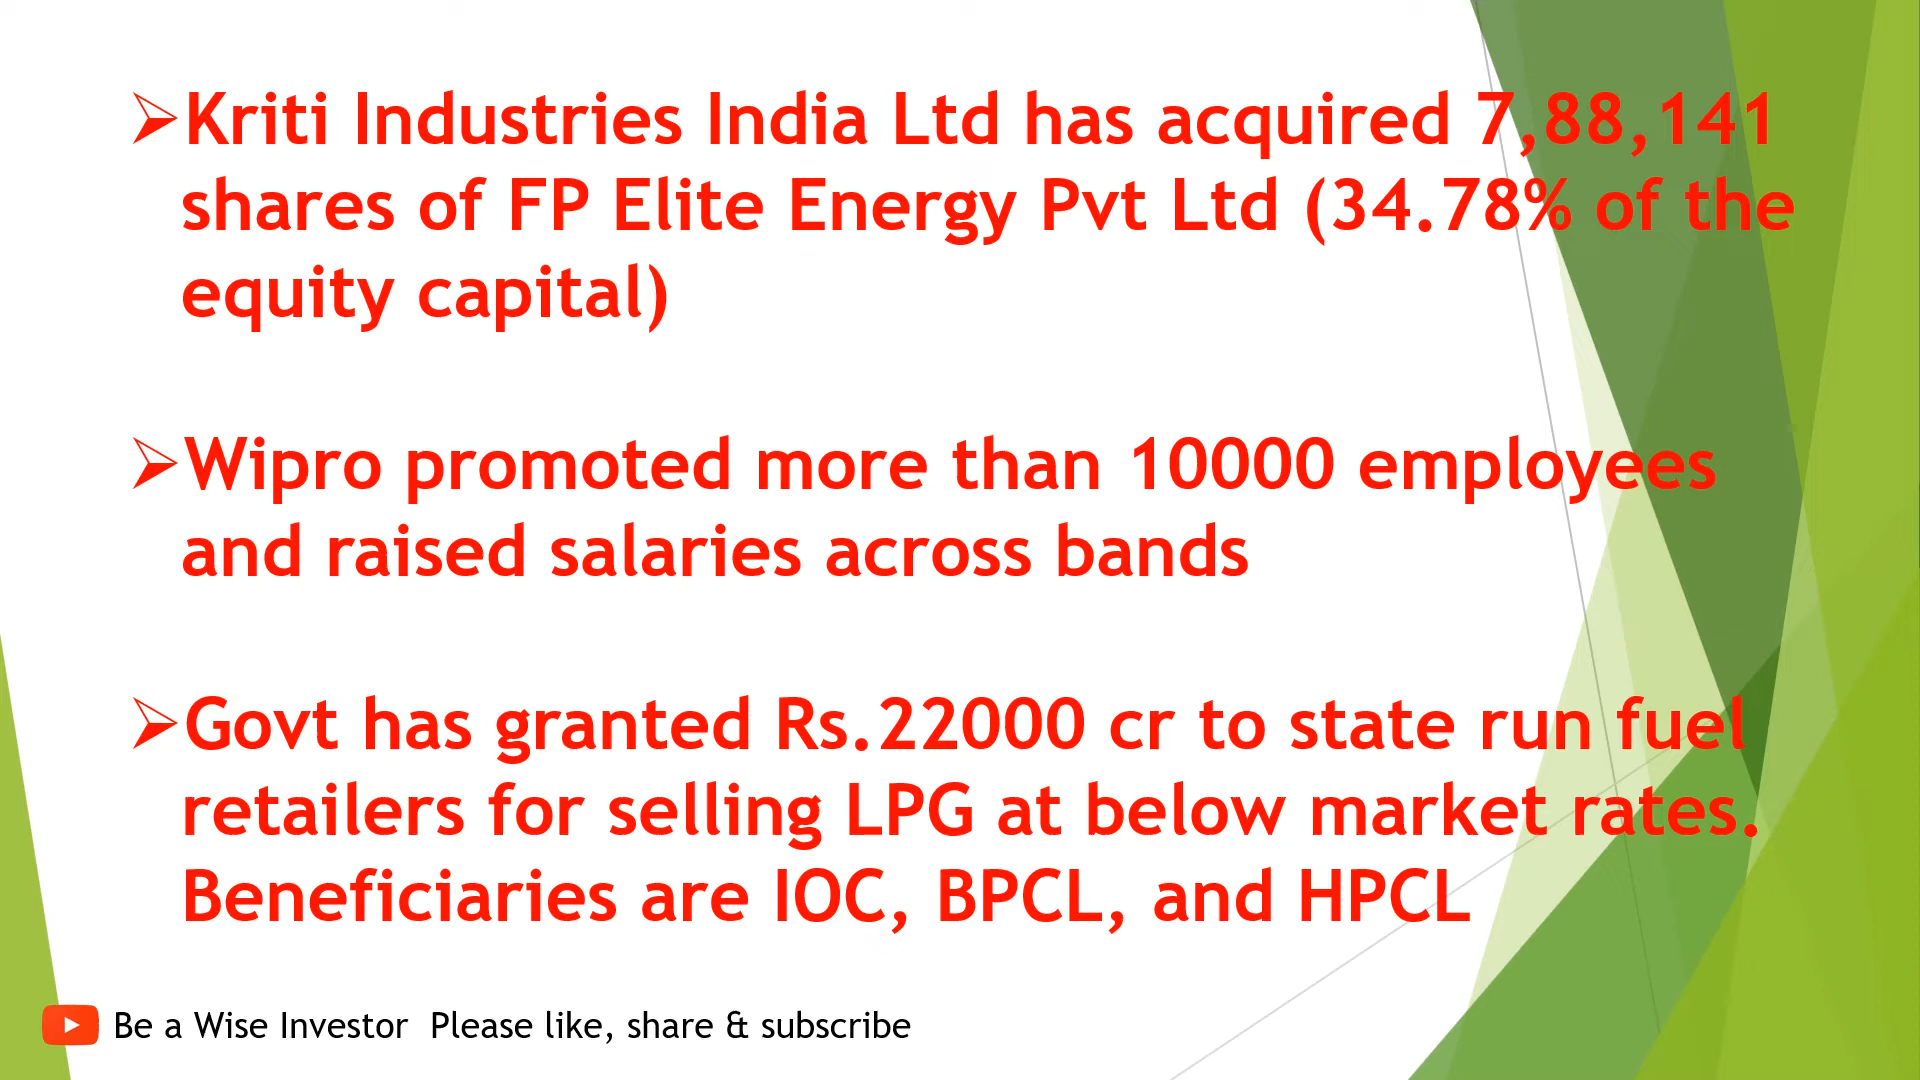 ➢Kriti Industries India Ltd has acquired 7,88,141
shares of FP Elite Energy Pvt Ltd (34.78% of the
equity capital)
➢Wipro promoted more than 10000 employees
and raised salaries across bands
➢Govt has granted Rs.22000 cr to state run fuel
retailers for selling LPG at below market rates.
Beneficiaries are IOC, BPCL, and HPCL
Be a Wise Investor Please like, share & subscribe